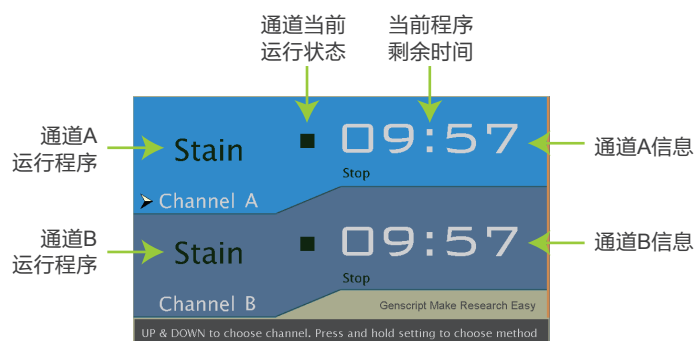 通道当前
运行状态
当前程序
剩余时间
通道A
运行程序
Stain
09:57
Stop
Channel A
通道A信息
通道B
运行程序
Stain
09:57
Stop
Channel B
通道B信息
Genscript Make Research Easy
UP & DOWN to choose channel. Press and hold setting to choose method